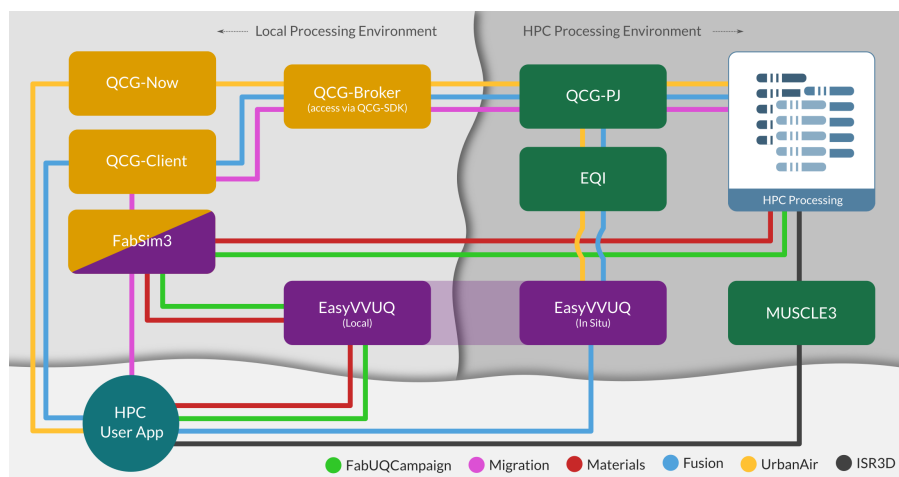 Local Processing Environment
HPC Processing Environment
QCG-Now
QCG-Broker
(access via QCG-SDK)
QCG-PJ
QCG-Client
EQI
HPC Processing
FabSim3
EasyVVUQ
(Local)
EasyVVUQ
(In Situ)
MUSCLE3
HPC
User App
FabUQCampaign
Migration
Materials
Fusion
UrbanAir
ISR3D